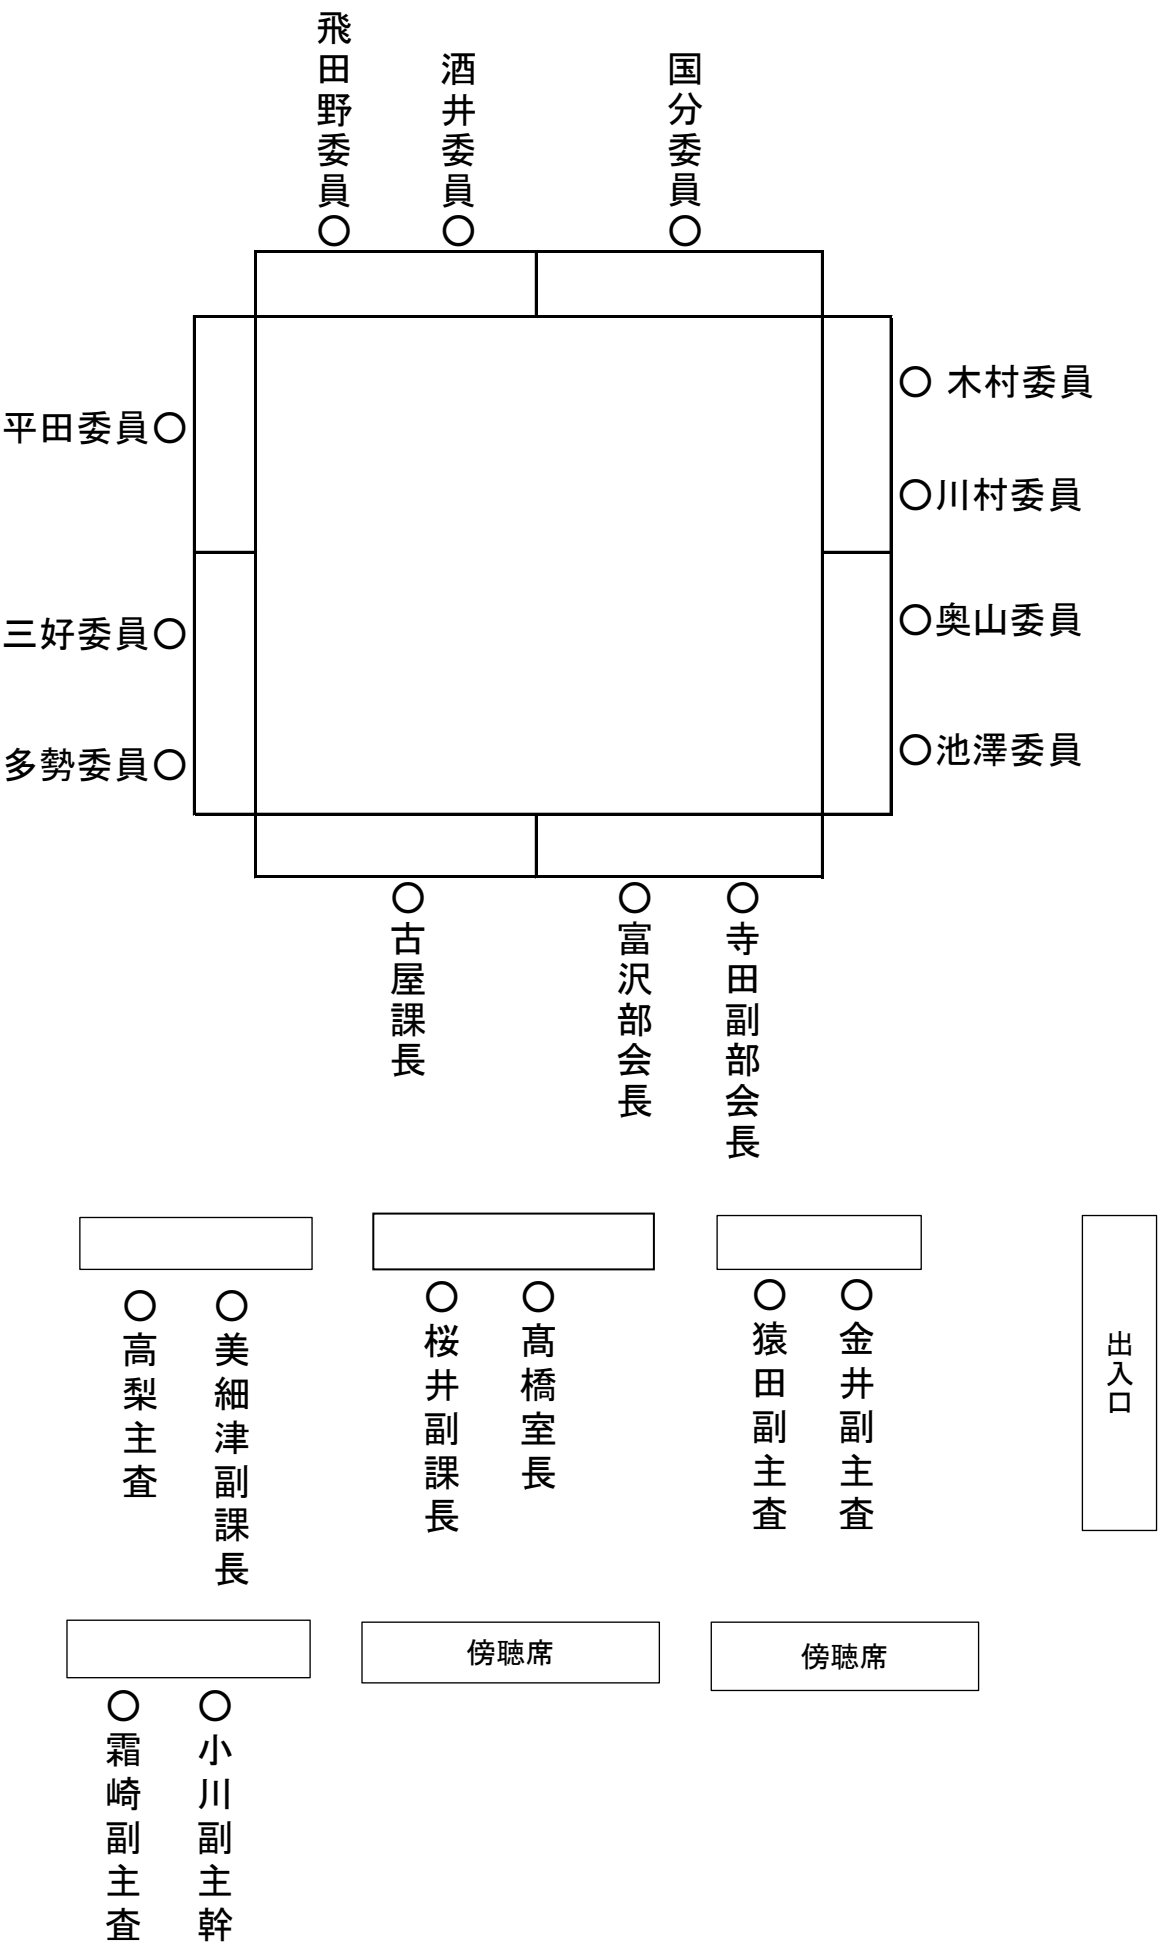 飛田野委員○
酒井委員○
国分委員○
平田委員○
三好委員○
多勢委員○
○ 木村委員
○川村委員
○奥山委員
○池澤委員
○古屋課長
○富沢部会長
○寺田副部会長
○高梨主査
○美細津副課長
○桜井副課長
○髙橋室長
○猿田副主査
○金井副主査
出入口
○霜崎副主査
○小川副主幹
傍聴席
傍聴席